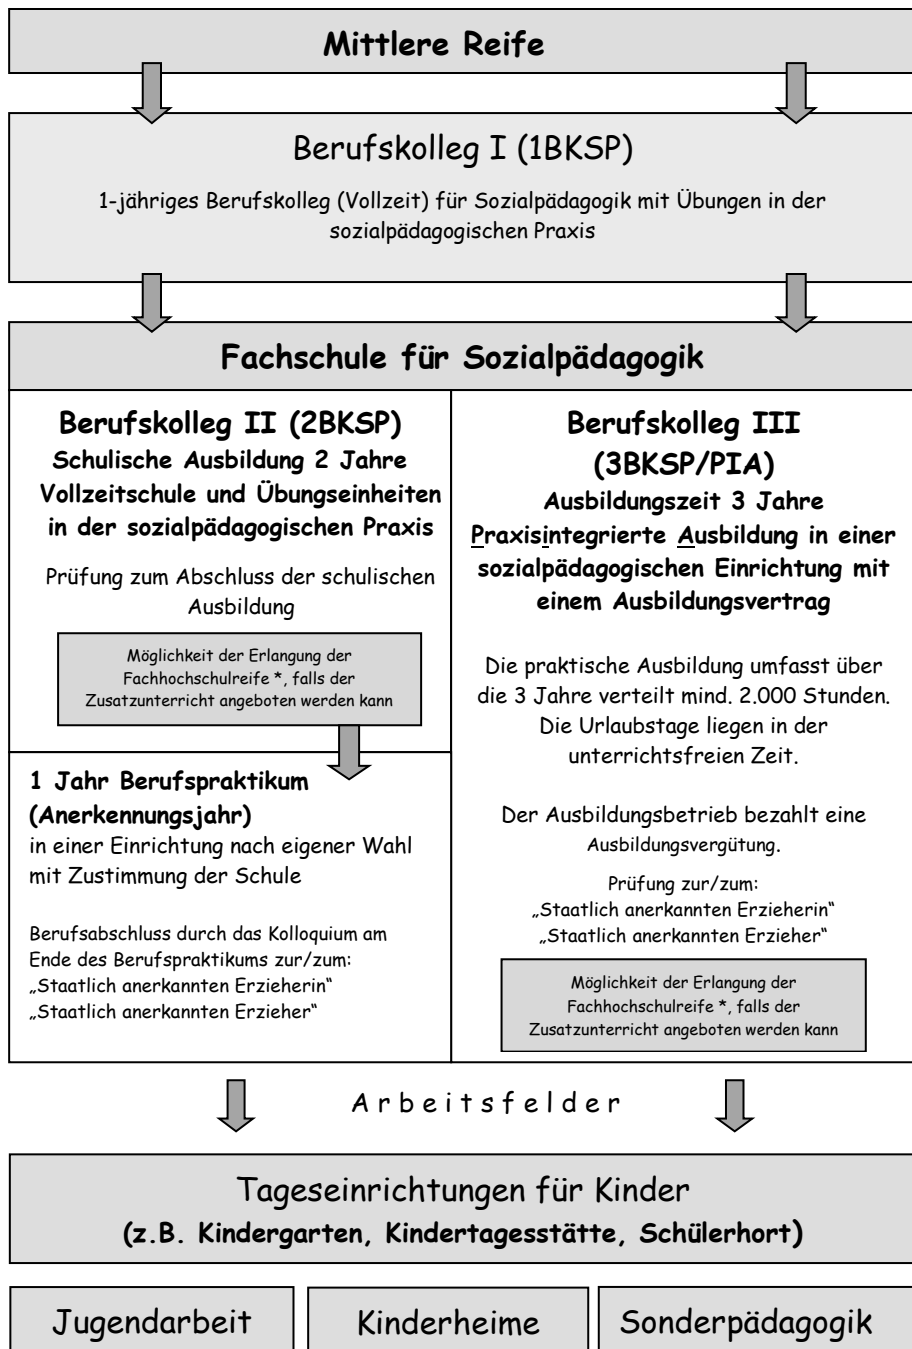 Mittlere Reife
Berufskolleg I (1BKSP)
1-jähriges Berufskolleg (Vollzeit) für Sozialpädagogik mit Übungen in der
sozialpädagogischen Praxis
Fachschule für Sozialpädagogik
Berufskolleg II (2BKSP)
Schulische Ausbildung 2 Jahre
Vollzeitschule und Übungseinheiten
in der sozialpädagogischen Praxis
Prüfung zum Abschluss der schulischen
Ausbildung
Möglichkeit der Erlangung der
Fachhochschulreife *, falls der
Zusatzunterricht angeboten werden kann
1 Jahr Berufspraktikum
(Anerkennungsjahr)
in einer Einrichtung nach eigener Wahl
mit Zustimmung der Schule
Berufsabschluss durch das Kolloquium am
Ende des Berufspraktikums zur/zum:
„Staatlich anerkannten Erzieherin“
„Staatlich anerkannten Erzieher“
Berufskolleg III
(3BKSP/PIA)
Ausbildungszeit 3 Jahre
Praxisintegrierte Ausbildung in einer
sozialpädagogischen Einrichtung mit
einem Ausbildungsvertrag
Die praktische Ausbildung umfasst über
die 3 Jahre verteilt mind. 2.000 Stunden.
Die Urlaubstage liegen in der
unterrichtsfreien Zeit.
Der Ausbildungsbetrieb bezahlt eine
Ausbildungsvergütung.
Prüfung zur/zum:
„Staatlich anerkannten Erzieherin“
„Staatlich anerkannten Erzieher“
Möglichkeit der Erlangung der
Fachhochschulreife *, falls der
Zusatzunterricht angeboten werden kann
Arbeitsfelder
Tageseinrichtungen für Kinder
(z.B. Kindergarten, Kindertagesstätte, Schülerhort)
Jugendarbeit
Kinderheime
Sonderpädagogik